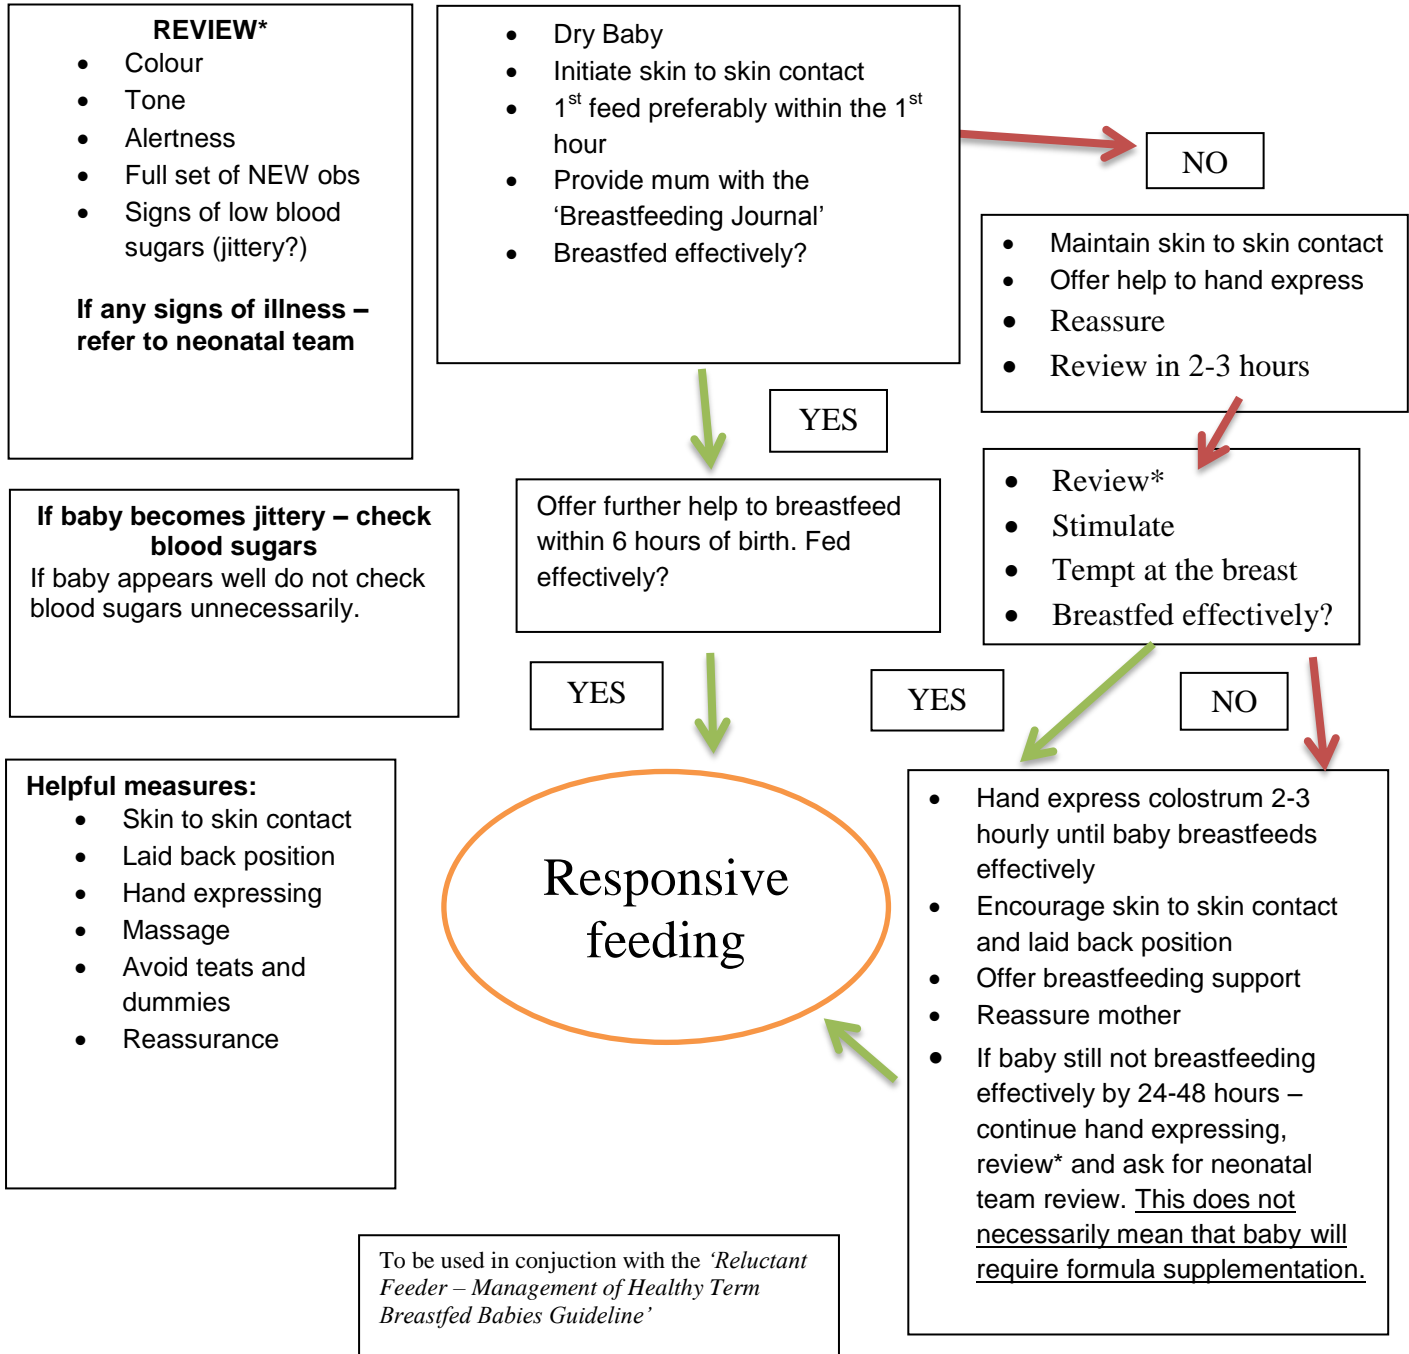 REVIEW*
• Colour
• Tone
• Alertness
• Full set of NEW obs
• Signs of low blood
sugars (jittery?)
If any signs of illness –
refer to neonatal team
• Dry Baby
• Initiate skin to skin contact
• 1st feed preferably within the 1st
hour
• Provide mum with the
‘Breastfeeding Journal’
• Breastfed effectively?
NO
• Maintain skin to skin contact
• Offer help to hand express
• Reassure
• Review in 2-3 hours
YES
If baby becomes jittery – check
blood sugars
If baby appears well do not check
blood sugars unnecessarily.
Offer further help to breastfeed
within 6 hours of birth. Fed
effectively?
• Review*
• Stimulate
• Tempt at the breast
• Breastfed effectively?
YES
YES
NO
Helpful measures:
• Skin to skin contact
• Laid back position
• Hand expressing
• Massage
• Avoid teats and
dummies
• Reassurance
Responsive
feeding
• Hand express colostrum 2-3
hourly until baby breastfeeds
effectively
• Encourage skin to skin contact
and laid back position
• Offer breastfeeding support
• Reassure mother
• If baby still not breastfeeding
effectively by 24-48 hours –
continue hand expressing,
review* and ask for neonatal
team review. This does not
necessarily mean that baby will
require formula supplementation.
To be used in conjuction with the ‘Reluctant
Feeder – Management of Healthy Term
Breastfed Babies Guideline’